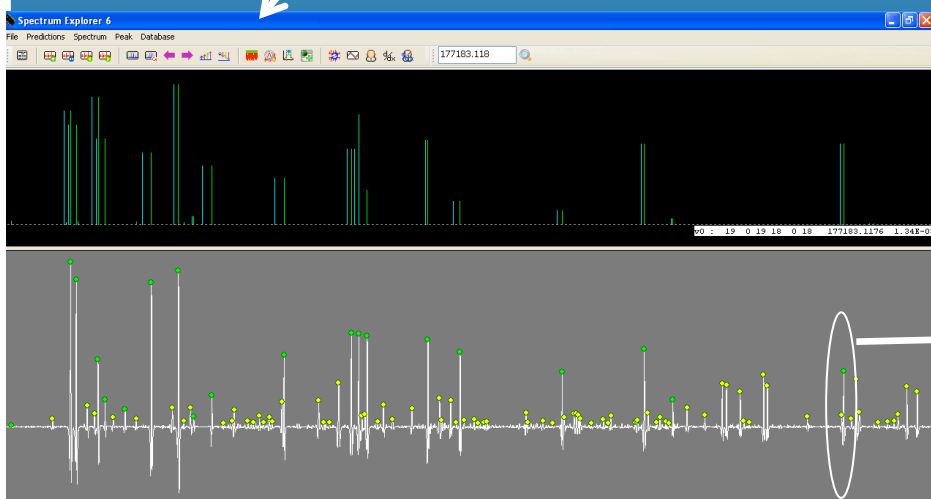 Spectrum Explorer 6
File Predictions Spectrum Peak Database
177183.118
v0 : 19 0 19 18 0 18 177183.1176 1.34E-03